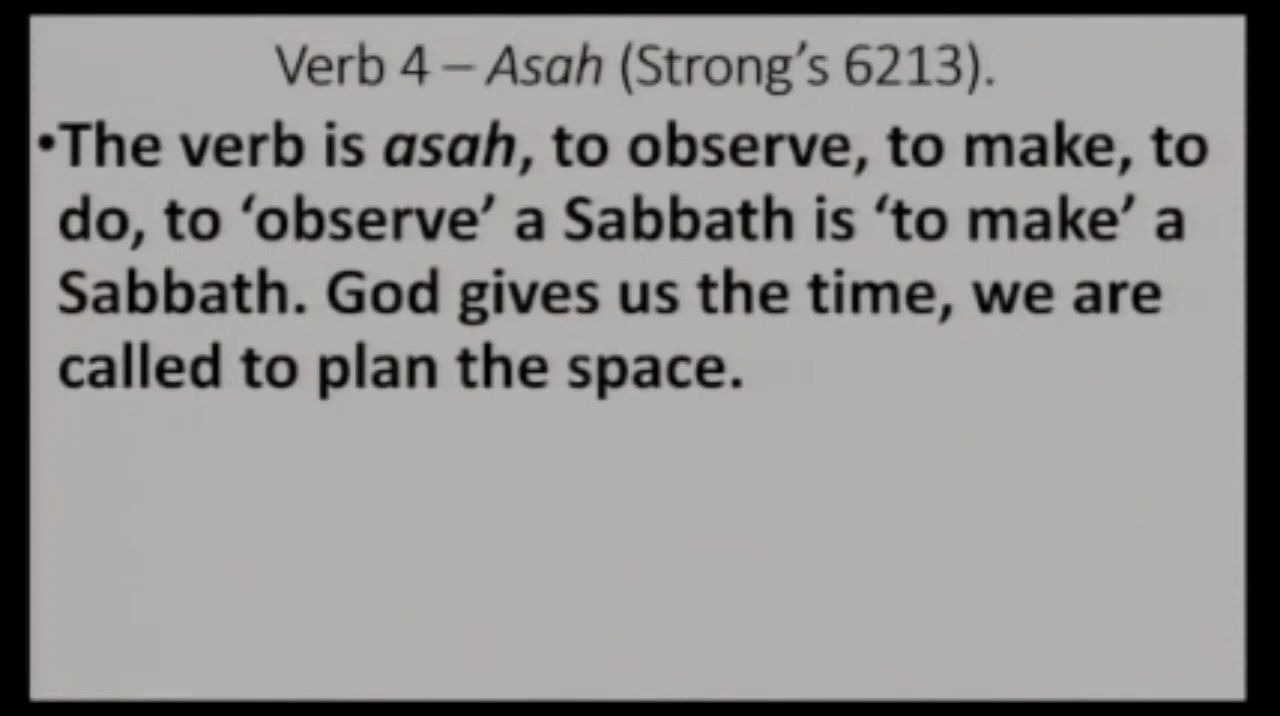 Verb 4 – Asah (Strong’s 6213).
•The verb is asah, to observe, to make, to
do, to ‘observe’ a Sabbath is ‘to make’ a
Sabbath. God gives us the time, we are
called to plan the space.